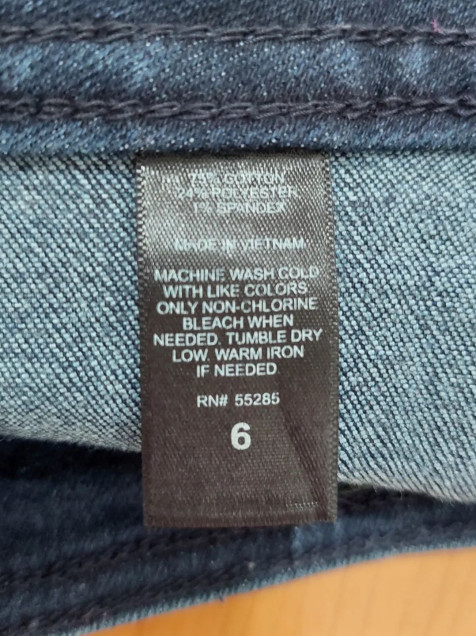 75% COTTON
24% POLYESTER
1% SPANDEX
MADE IN VIETNAM
MACHINE WASH COLD
WITH LIKE COLORS
ONLY NON-CHLORINE
BLEACH WHEN
NEEDED. TUMBLE DRY
LOW. WARM IRON
IF NEEDED
RN# 55285
6